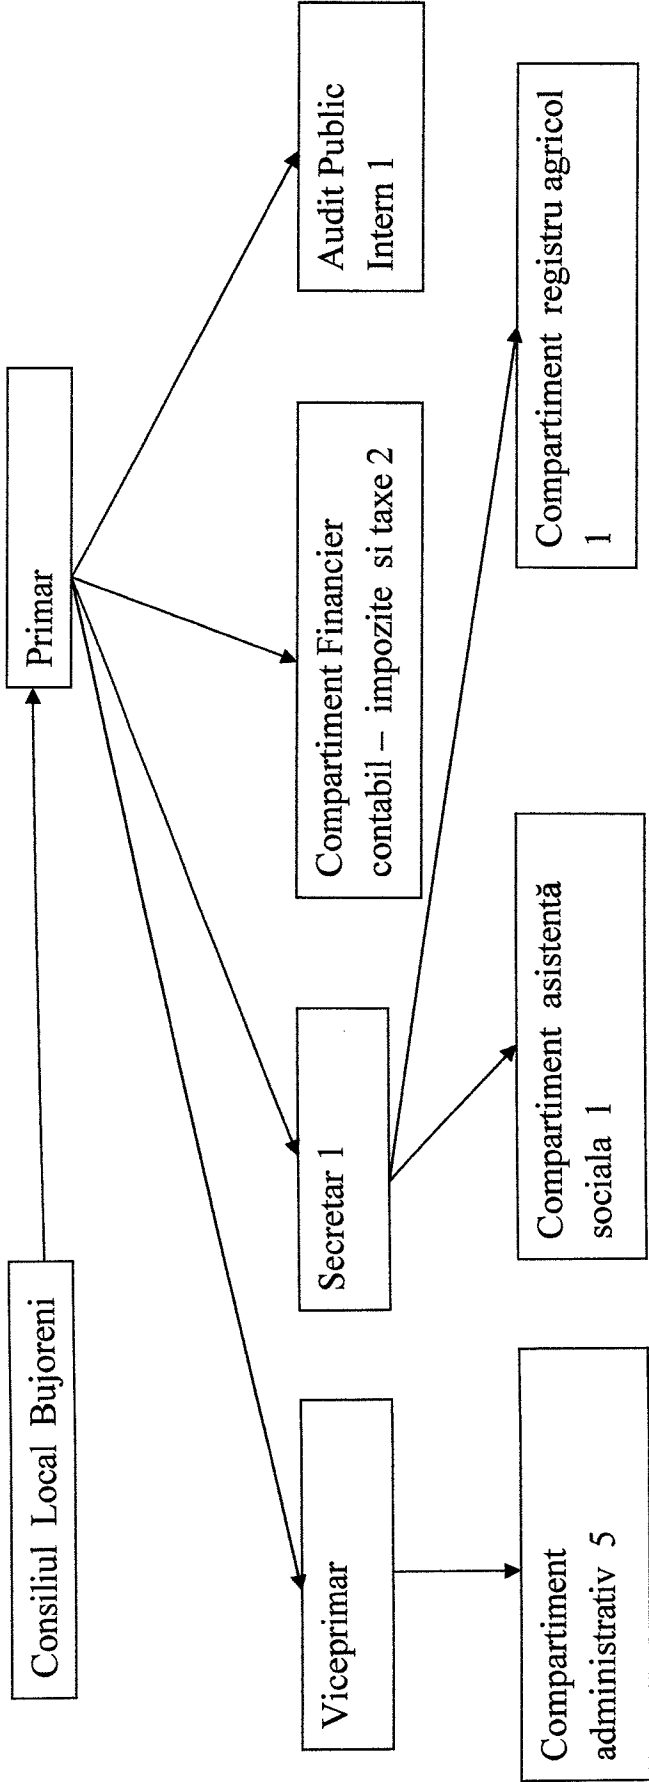 Consiliul Local Bujoreni
Primar
Viceprimar
Secretar 1
Compartiment Financier
contabil – impozite si taxe 2
Audit Public
Intern 1
Compartiment
administrativ 5
Compartiment asistentă
sociala 1
Compartiment registru agricol
1